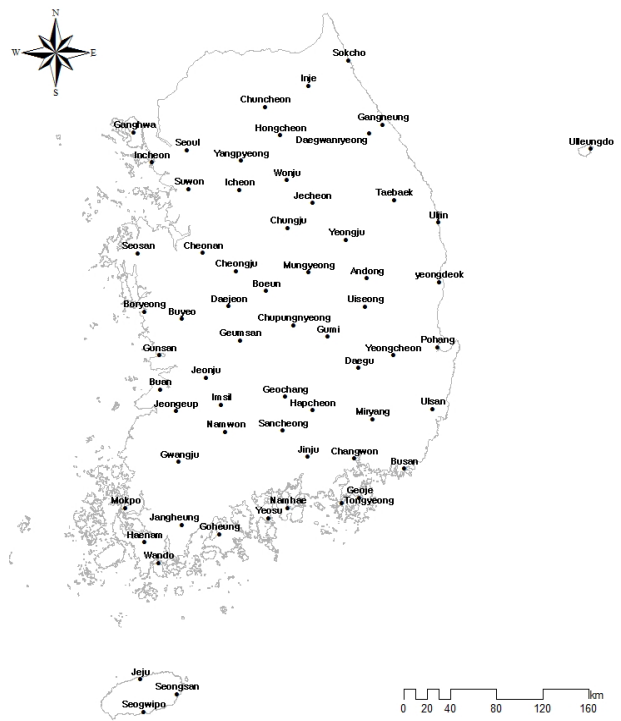 N
W E
S
Sokcho
Inje
Chuncheon
Gangneung
Ganghwa
Hongcheon
Daegwanryeong
Ulleungdo
Seoul
Incheon
Yangpyeong
Wonju
Suwon
Icheon
Jecheon
Taebaek
Uljin
Chungju
Yeongju
Seosan
Cheonan
Cheongju
Mungyeong
Andong
yeongdeok
Boeun
Boryeong
Daejeon
Uiseong
Buyeo
Chupungnyeong
Gumi
Geumsan
Pohang
Gunsan
Yeongcheon
Daegu
Jeonju
Buan
Geochang
Imsil
Hapcheon
Ulsan
Jeongeup
Miryang
Namwon
Sancheong
Gwangju
Jinju
Changwon
Busan
Geoje
Mokpo
Namhae
Tongyeong
Yeosu
Jangheung
Goheung
Haenam
Wando
Jeju
Seongsan
Seogwipo
km
0 20 40 80 120 160